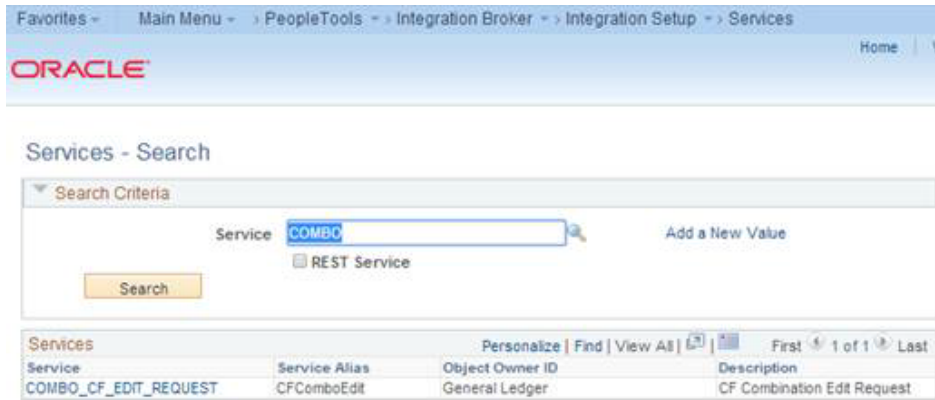 Favorites Main Menu > PeopleTools > Integration Broker > Integration Setup > Services
Home
ORACLE
Services - Search
Search Criteria
Service COMBO Add a New Value
REST Service
Search
Services Personalize | Find | View All | | First 1 of 1 Last
Service Service Alias Object Owner ID Description
COMBO_CF_EDIT_REQUEST CFComboEdit General Ledger CF Combination Edit Request